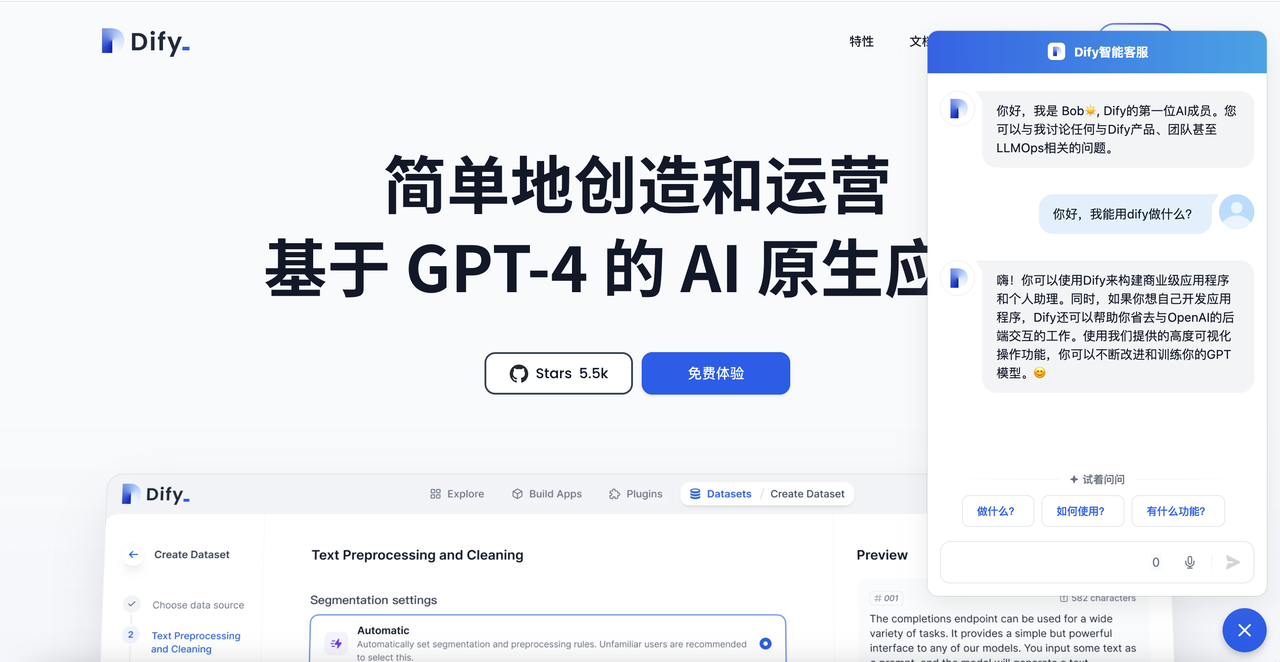 Dify_
特性
简单地创造和运营
基于 GPT-4 的 AI 原生
Stars 5.5k
免费体验
Dify_
Explore
Build Apps
Plugins
Datasets / Create Dataset
Create Dataset
Choose data source
2
Text Preprocessing
and Cleaning
Text Preprocessing and Cleaning
Segmentation settings
Automatic
Automatically set segmentation and preprocessing rules. Unfamiliar users are recommended
to select this.
Preview
# 001
582 characters
The completions endpoint can be used for a wide
variety of tasks. It provides a simple but powerful
interface to any of our models. You input some text as
Dify智能客服
你好，我是 Bob☀️, Dify的第一位AI成员。您
可以与我讨论任何与Dify产品、团队甚至
LLMOps相关的问题。
你好，我能用dify做什么?
嗨！你可以使用Dify来构建商业级应用程序
和个人助理。同时，如果你想自己开发应用
程序，Dify还可以帮助你省去与OpenAI的后
端交互的工作。使用我们提供的高度可视化
操作功能，你可以不断改进和训练你的GPT
模型。😊
试着问问
做什么?
如何使用?
有什么功能?
0